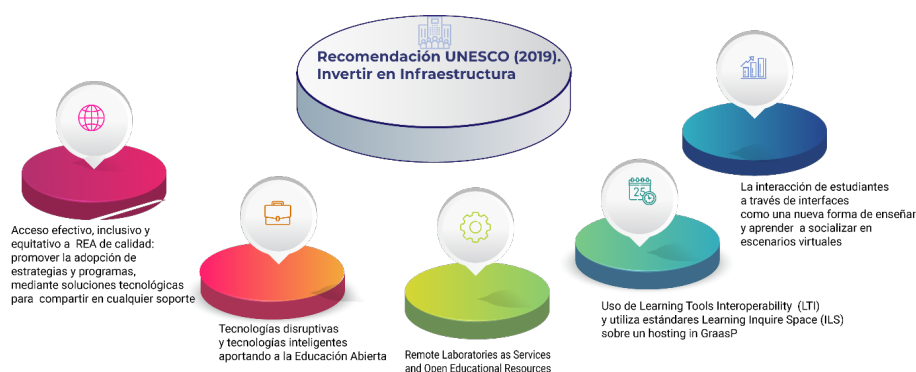 Recomendación UNESCO (2019).
Invertir en Infraestructura
Acceso efectivo, inclusivo y
equitativo a REA de calidad:
promover la adopción de
estrategias y programas,
mediante soluciones tecnológicas
para compartir en cualquier soporte
Tecnologías disruptivas
y tecnologías inteligentes
aportando a la Educación Abierta
Remote Laboratories as Services
and Open Educational Resources
25
Uso de Learning Tools Interoperability (LTI)
y utiliza estándares Learning Inquire Space (ILS)
sobre un hosting in GraasP
La interacción de estudiantes
a través de interfaces
como una nueva forma de enseñar
y aprender a socializar en
escenarios virtuales